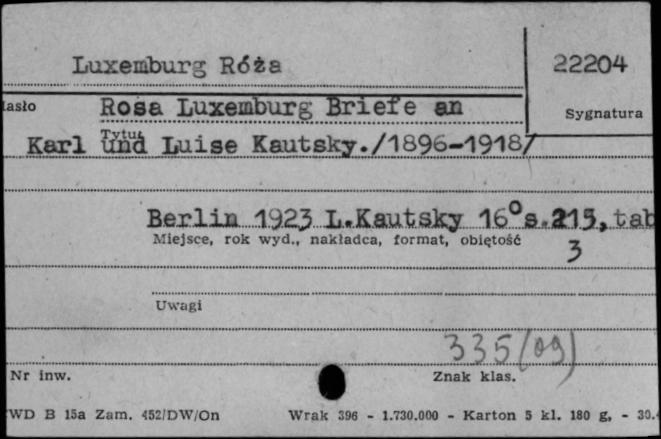 Luxemburg Róża
22204
Hasło
Rosa Luxemburg Briefe an
Sygnatura
Tytuł
Karl und Luise Kautsky./1896-1918/
Berlin 1923 L.Kautsky 16° s.215, tab
Miejsce, rok wyd., nakładca, format, objętość
3
Uwagi
335(09)
Nr inw.
Znak klas.
WD B 15a Zam. 452/DW/On
Wrak 396 - 1.730.000 - Karton 5 kl. 180 g, - 30.